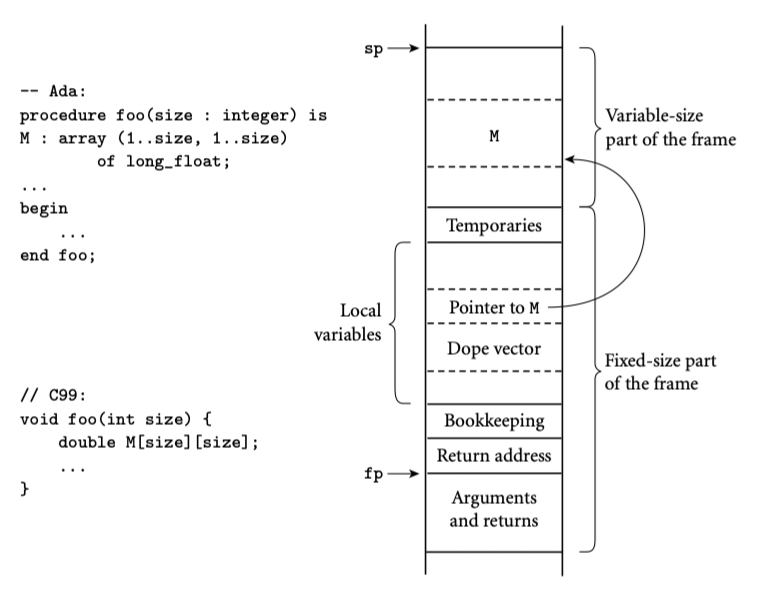 -- Ada:
procedure foo(size : integer) is
M : array (1..size, 1..size)
of long_float;
...
begin
...
end foo;
// C99:
void foo(int size) {
double M[size][size];
...
}
sp
M
Variable-size
part of the frame
Temporaries
Local
variables
Pointer to M
Dope vector
Fixed-size part
of the frame
Bookkeeping
Return address
fp
Arguments
and returns